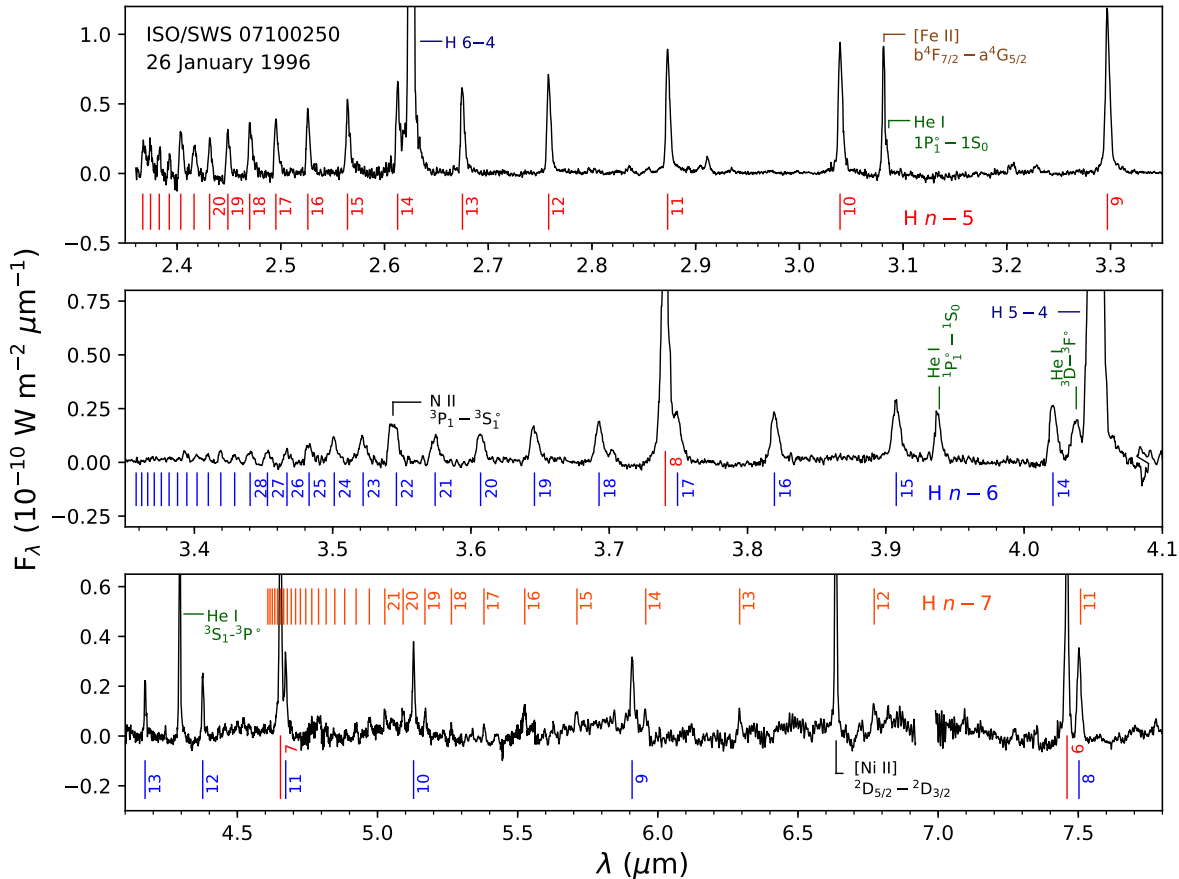 ISO/SWS 07100250
26 January 1996
H 6−4
[Fe II]
b⁴F₇/₂ − a⁴G₅/₂
He I
1P₁° − 1S₀
H n − 5
20 19 18 17 16 15 14 13 12 11 10 9
1.0
0.5
0.0
−0.5
2.4 2.5 2.6 2.7 2.8 2.9 3.0 3.1 3.2 3.3
N II
³P₁ − ³S₁°
He I
¹P₁° − ¹S₀
He I
³D−³F°
H 5 − 4
H n − 6
28 27 26 25 24 23 22 21 20 19 18 8 17 16 15 14
0.75
0.50
0.25
0.00
−0.25
3.4 3.5 3.6 3.7 3.8 3.9 4.0 4.1
He I
³S₁-³P°
H n − 7
21 20 19 18 17 16 15 14 13 12 11
[Ni II]
²D₅/₂ − ²D₃/₂
13 12 7 11 10 9 6 8
0.6
0.4
0.2
0.0
−0.2
4.5 5.0 5.5 6.0 6.5 7.0 7.5
λ (μm)
Fλ (10⁻¹⁰ W m⁻² μm⁻¹)